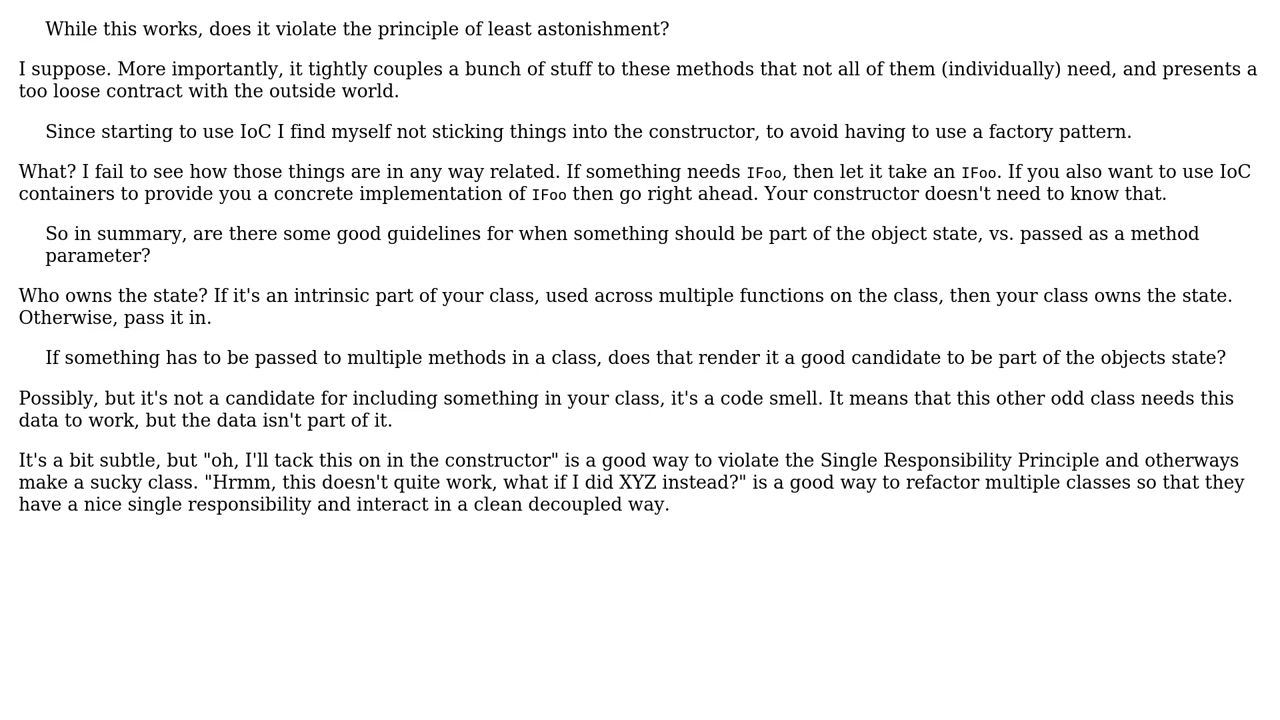 While this works, does it violate the principle of least astonishment?
I suppose. More importantly, it tightly couples a bunch of stuff to these methods that not all of them (individually) need, and presents a
too loose contract with the outside world.
Since starting to use IoC I find myself not sticking things into the constructor, to avoid having to use a factory pattern.
What? I fail to see how those things are in any way related. If something needs IFoo, then let it take an IFoo. If you also want to use IoC
containers to provide you a concrete implementation of IFoo then go right ahead. Your constructor doesn't need to know that.
So in summary, are there some good guidelines for when something should be part of the object state, vs. passed as a method
parameter?
Who owns the state? If it's an intrinsic part of your class, used across multiple functions on the class, then your class owns the state.
Otherwise, pass it in.
If something has to be passed to multiple methods in a class, does that render it a good candidate to be part of the objects state?
Possibly, but it's not a candidate for including something in your class, it's a code smell. It means that this other odd class needs this
data to work, but the data isn't part of it.
It's a bit subtle, but "oh, I'll tack this on in the constructor" is a good way to violate the Single Responsibility Principle and otherways
make a sucky class. "Hrmm, this doesn't quite work, what if I did XYZ instead?" is a good way to refactor multiple classes so that they
have a nice single responsibility and interact in a clean decoupled way.